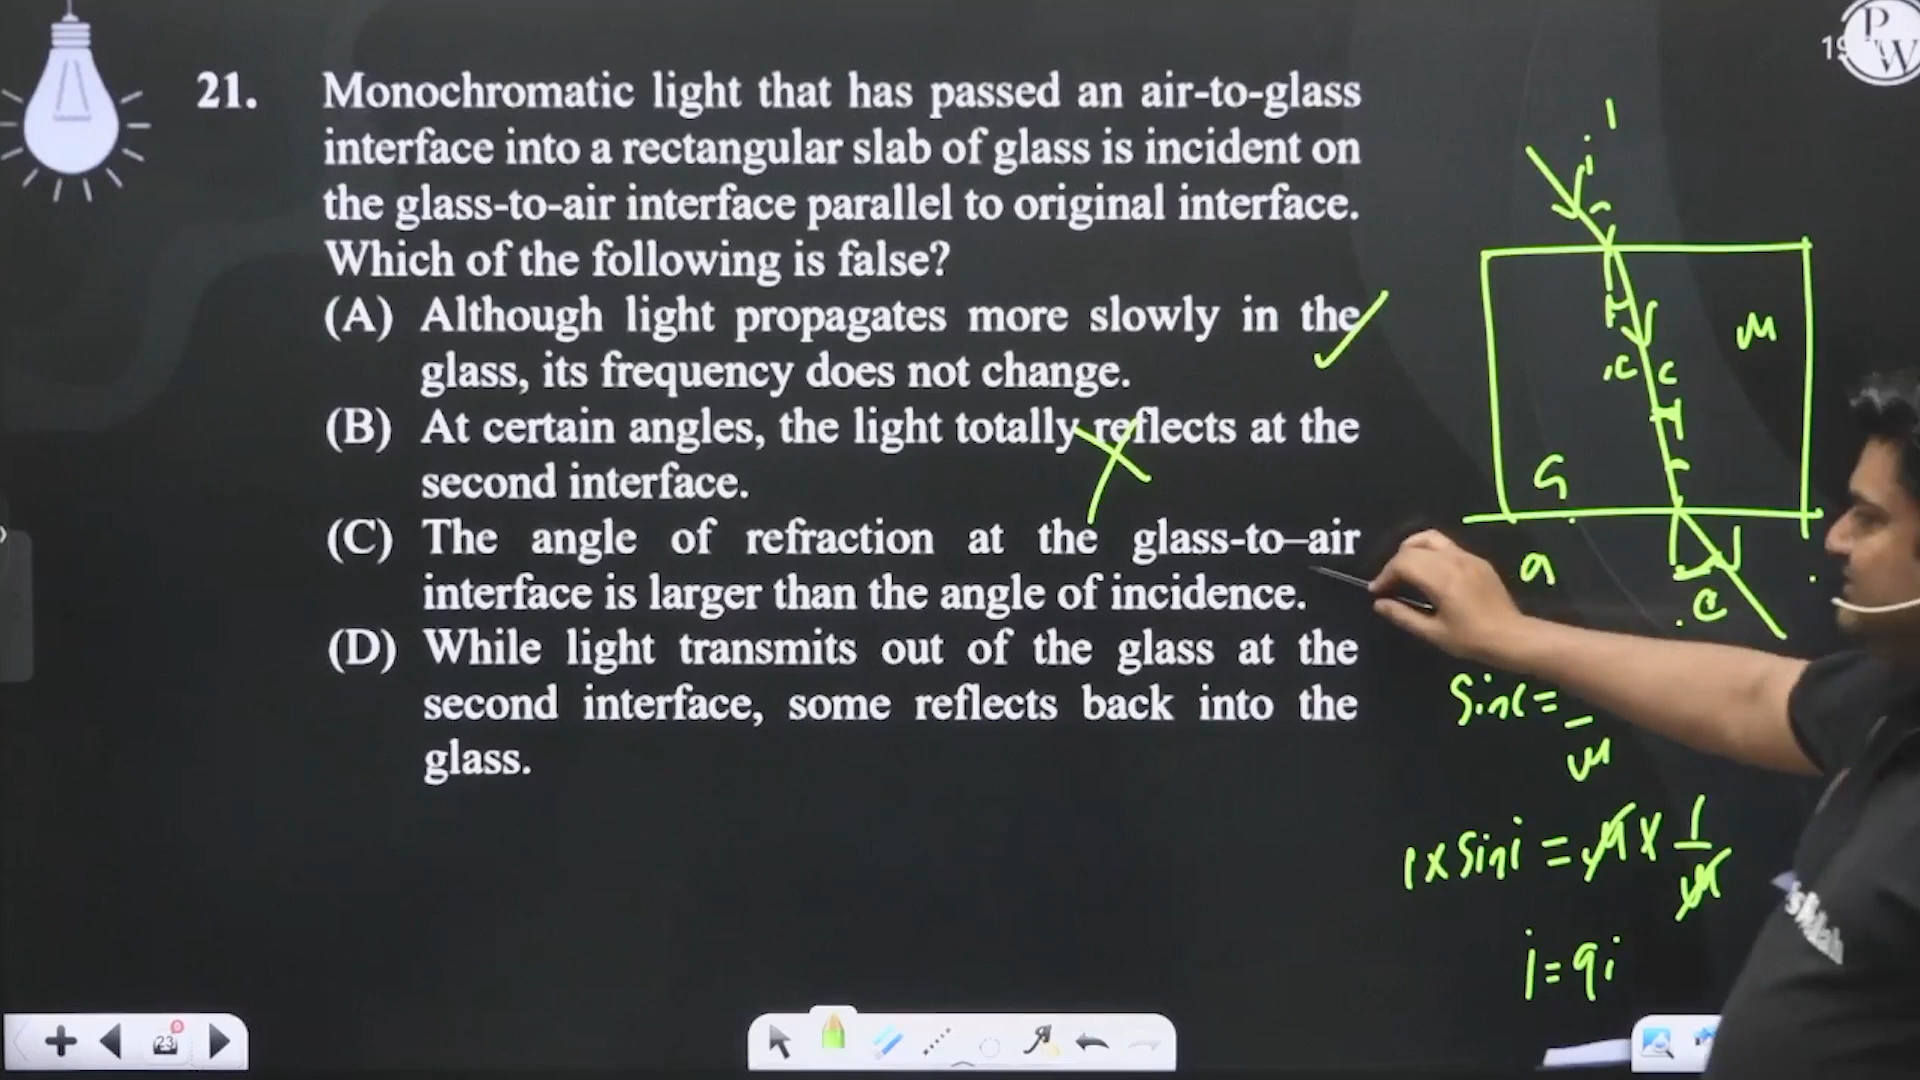 PW
21. Monochromatic light that has passed an air-to-glass
interface into a rectangular slab of glass is incident on
the glass-to-air interface parallel to original interface.
Which of the following is false?
(A) Although light propagates more slowly in the
glass, its frequency does not change.
(B) At certain angles, the light totally reflects at the
second interface.
(C) The angle of refraction at the glass-to–air
interface is larger than the angle of incidence.
(D) While light transmits out of the glass at the
second interface, some reflects back into the
glass.
i
μ
c c
G
a
e
sin c =
μ
1 x sin i = μ x 1/μ
23